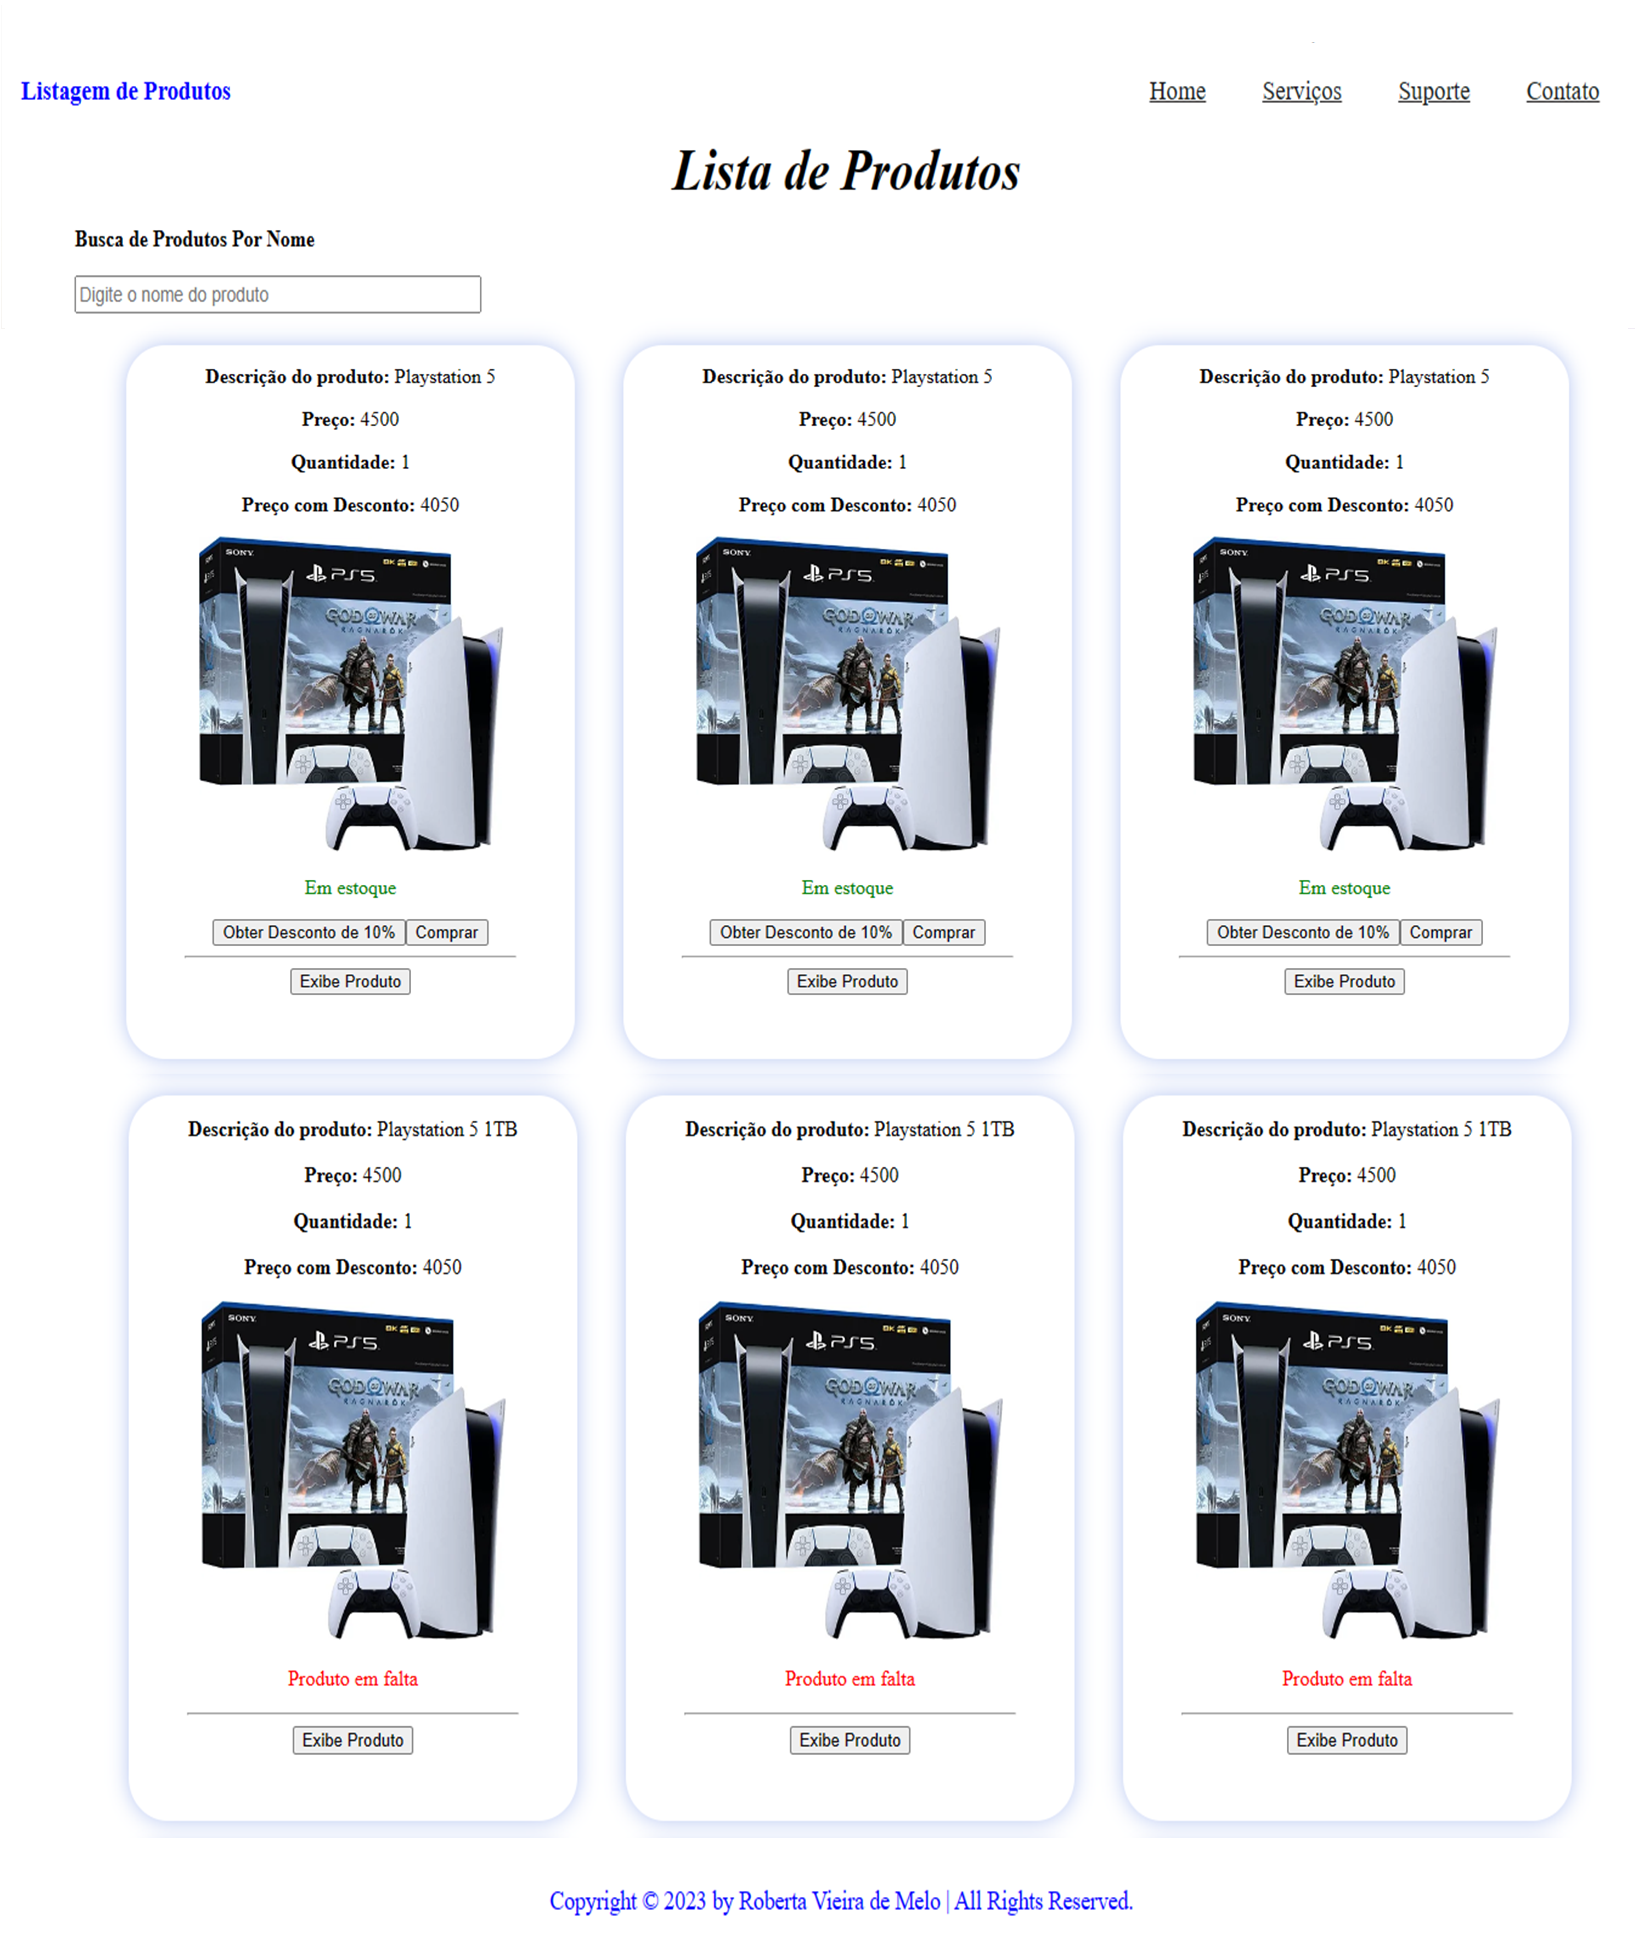 Listagem de Produtos
Home Serviços Suporte Contato
Lista de Produtos
Busca de Produtos Por Nome
Digite o nome do produto
Descrição do produto: Playstation 5
Preço: 4500
Quantidade: 1
Preço com Desconto: 4050
SONY
PS5
GOD OF WAR
RAGNARÖK
Em estoque
Obter Desconto de 10% Comprar
Exibe Produto
Descrição do produto: Playstation 5
Preço: 4500
Quantidade: 1
Preço com Desconto: 4050
SONY
PS5
GOD OF WAR
RAGNARÖK
Em estoque
Obter Desconto de 10% Comprar
Exibe Produto
Descrição do produto: Playstation 5
Preço: 4500
Quantidade: 1
Preço com Desconto: 4050
SONY
PS5
GOD OF WAR
RAGNARÖK
Em estoque
Obter Desconto de 10% Comprar
Exibe Produto
Descrição do produto: Playstation 5 1TB
Preço: 4500
Quantidade: 1
Preço com Desconto: 4050
SONY
PS5
GOD OF WAR
RAGNARÖK
Produto em falta
Exibe Produto
Descrição do produto: Playstation 5 1TB
Preço: 4500
Quantidade: 1
Preço com Desconto: 4050
SONY
PS5
GOD OF WAR
RAGNARÖK
Produto em falta
Exibe Produto
Descrição do produto: Playstation 5 1TB
Preço: 4500
Quantidade: 1
Preço com Desconto: 4050
SONY
PS5
GOD OF WAR
RAGNARÖK
Produto em falta
Exibe Produto
Copyright © 2023 by Roberta Vieira de Melo | All Rights Reserved.